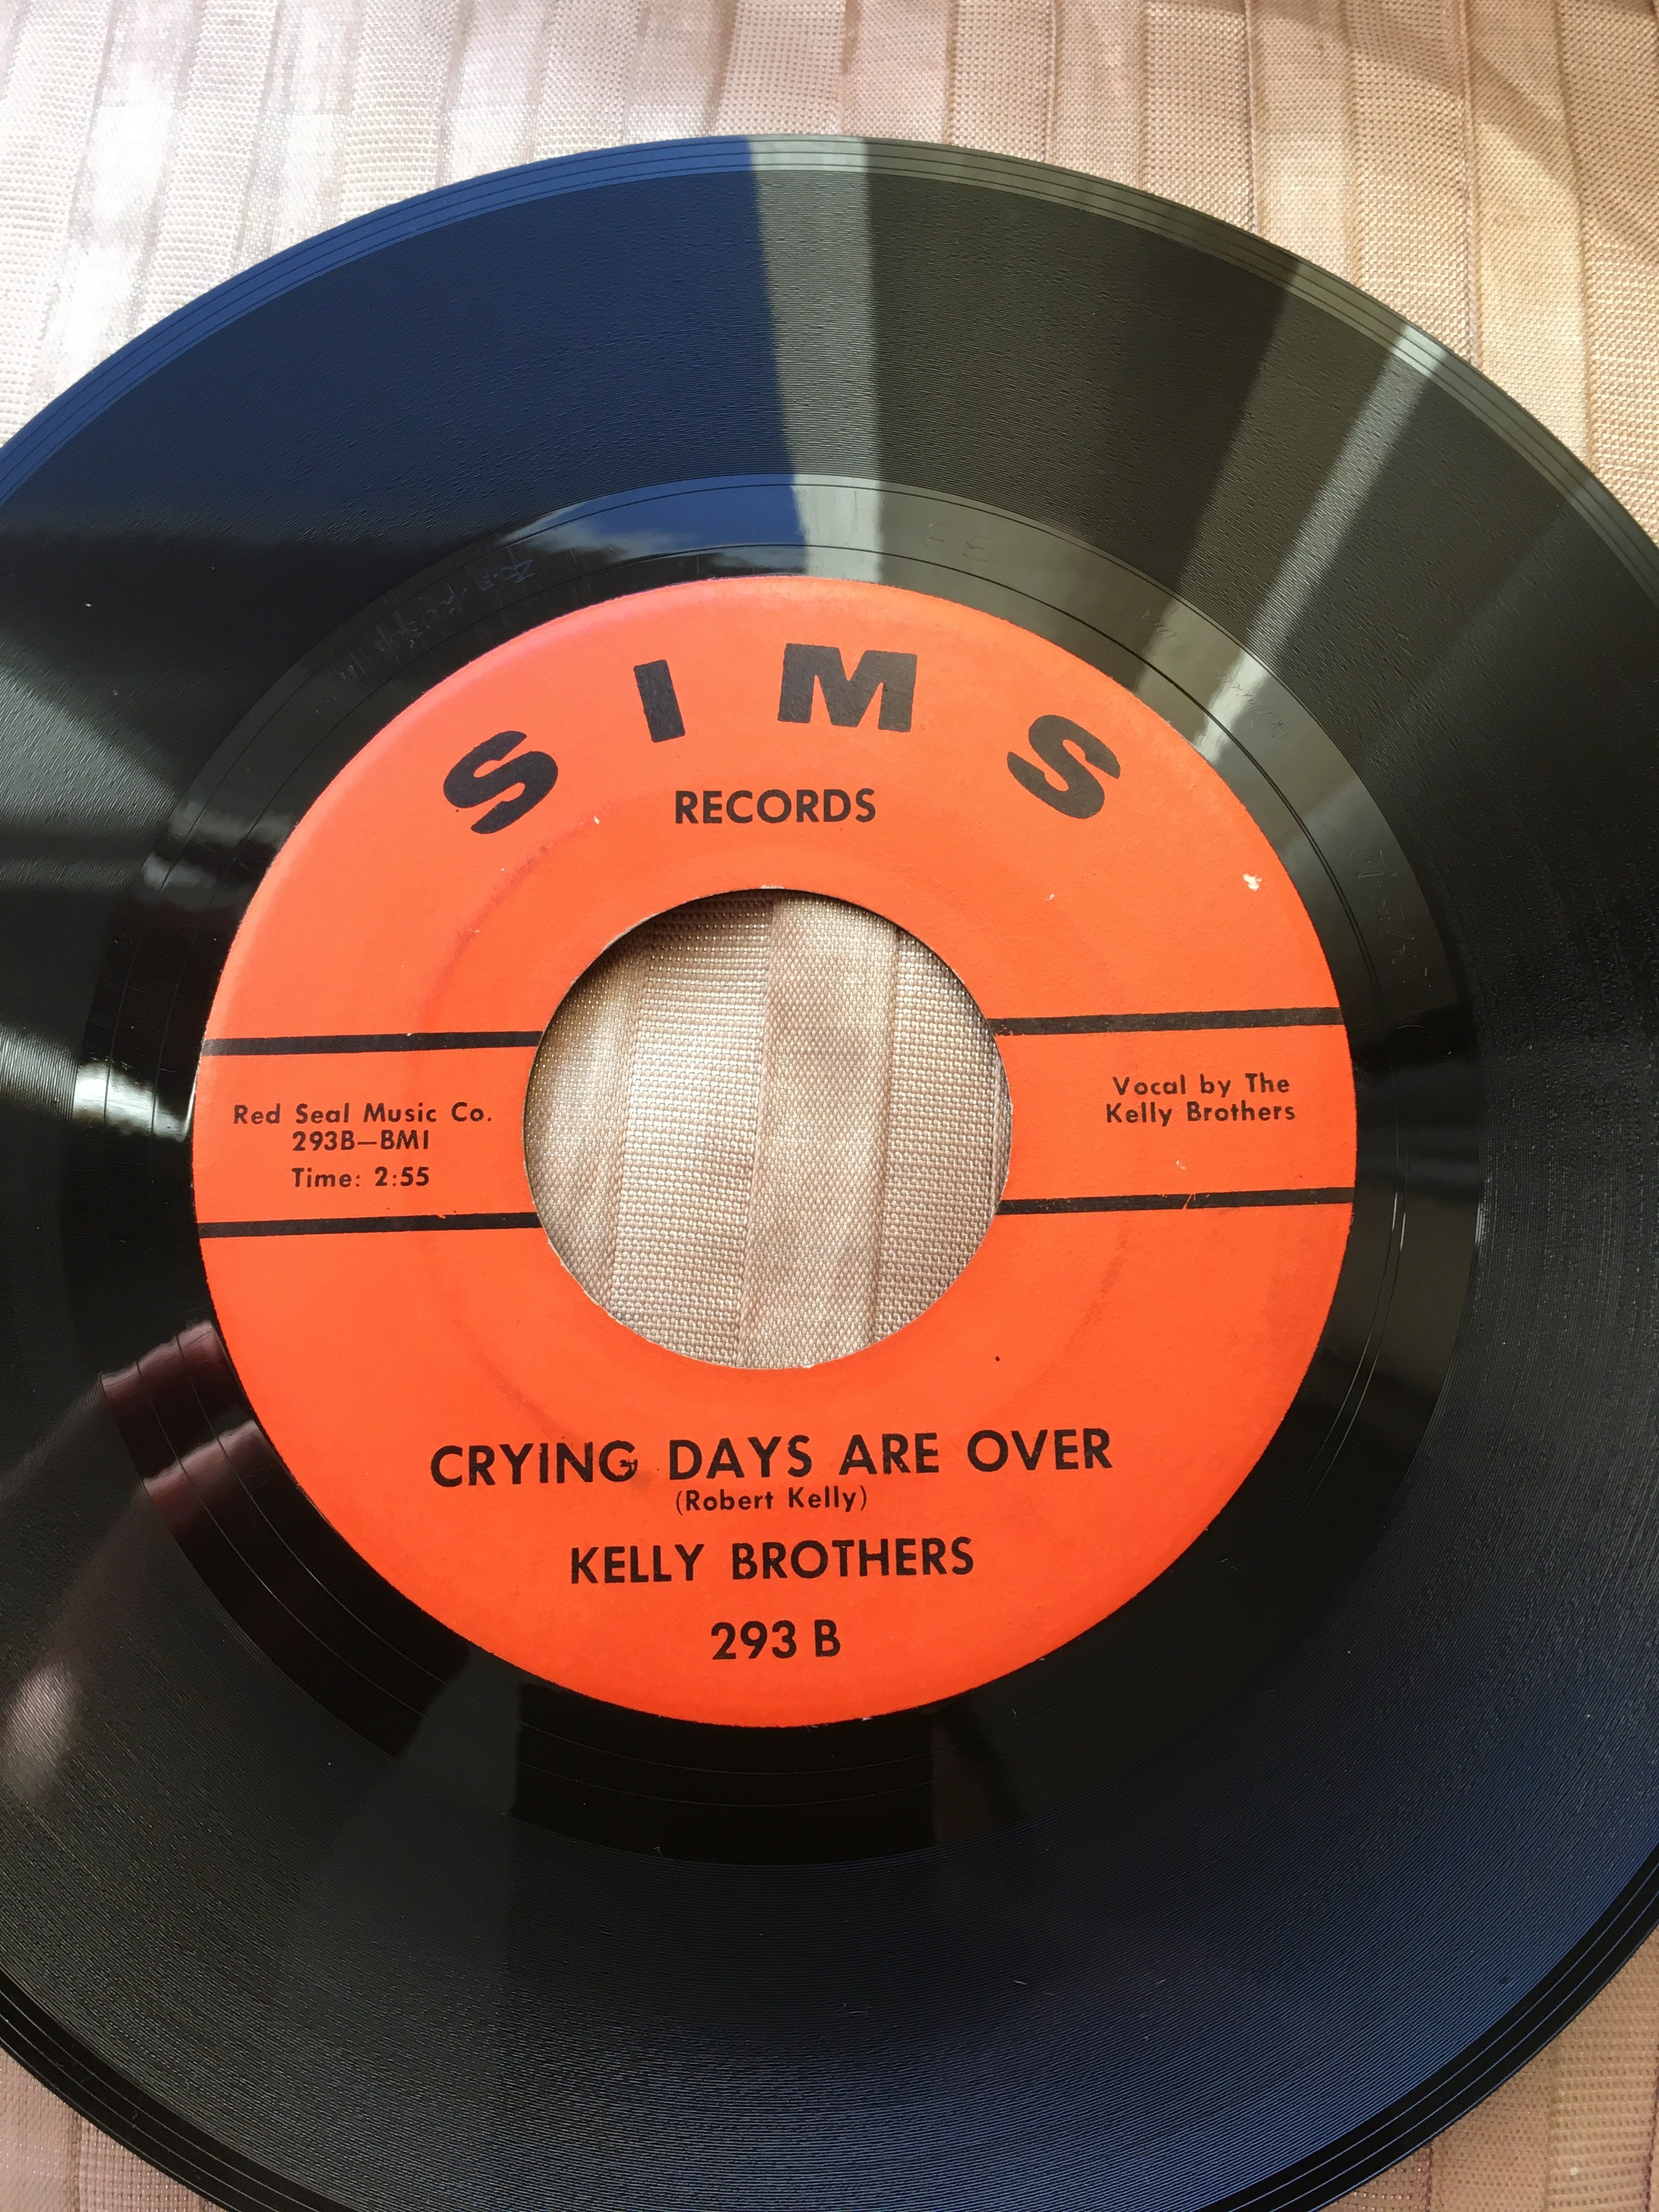 SIMS
RECORDS
Red Seal Music Co.
293B—BMI
Time: 2:55
Vocal by The
Kelly Brothers
CRYING DAYS ARE OVER
(Robert Kelly)
KELLY BROTHERS
293 B